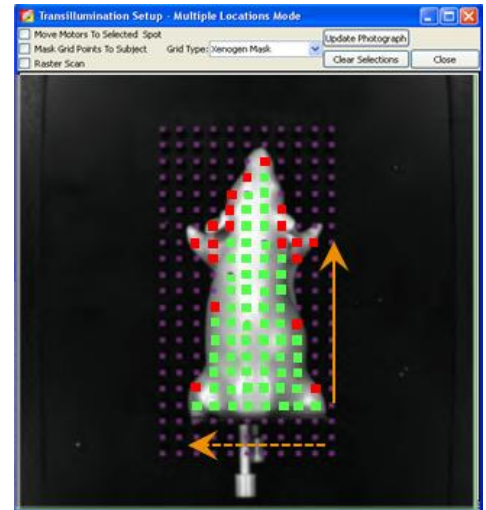 Transillumination Setup - Multiple Locations Mode
Move Motors To Selected Spot
Update Photograph
Mask Grid Points To Subject Grid Type: Xenogen Mask
Clear Selections Close
Raster Scan